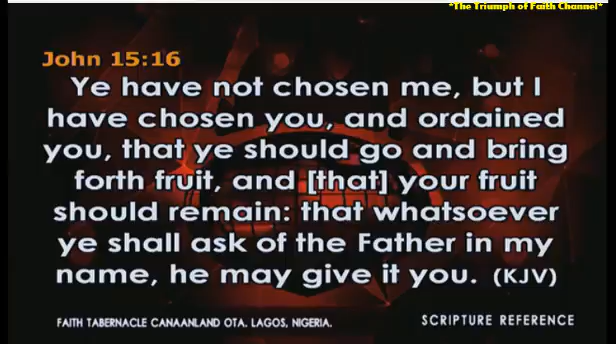 *The Triumph of Faith Channel*
John 15:16
Ye have not chosen me, but I
have chosen you, and ordained
you, that ye should go and bring
forth fruit, and [that] your fruit
should remain: that whatsoever
ye shall ask of the Father in my
name, he may give it you. (KJV)
FAITH TABERNACLE CANAANLAND OTA. LAGOS, NIGERIA.
SCRIPTURE REFERENCE